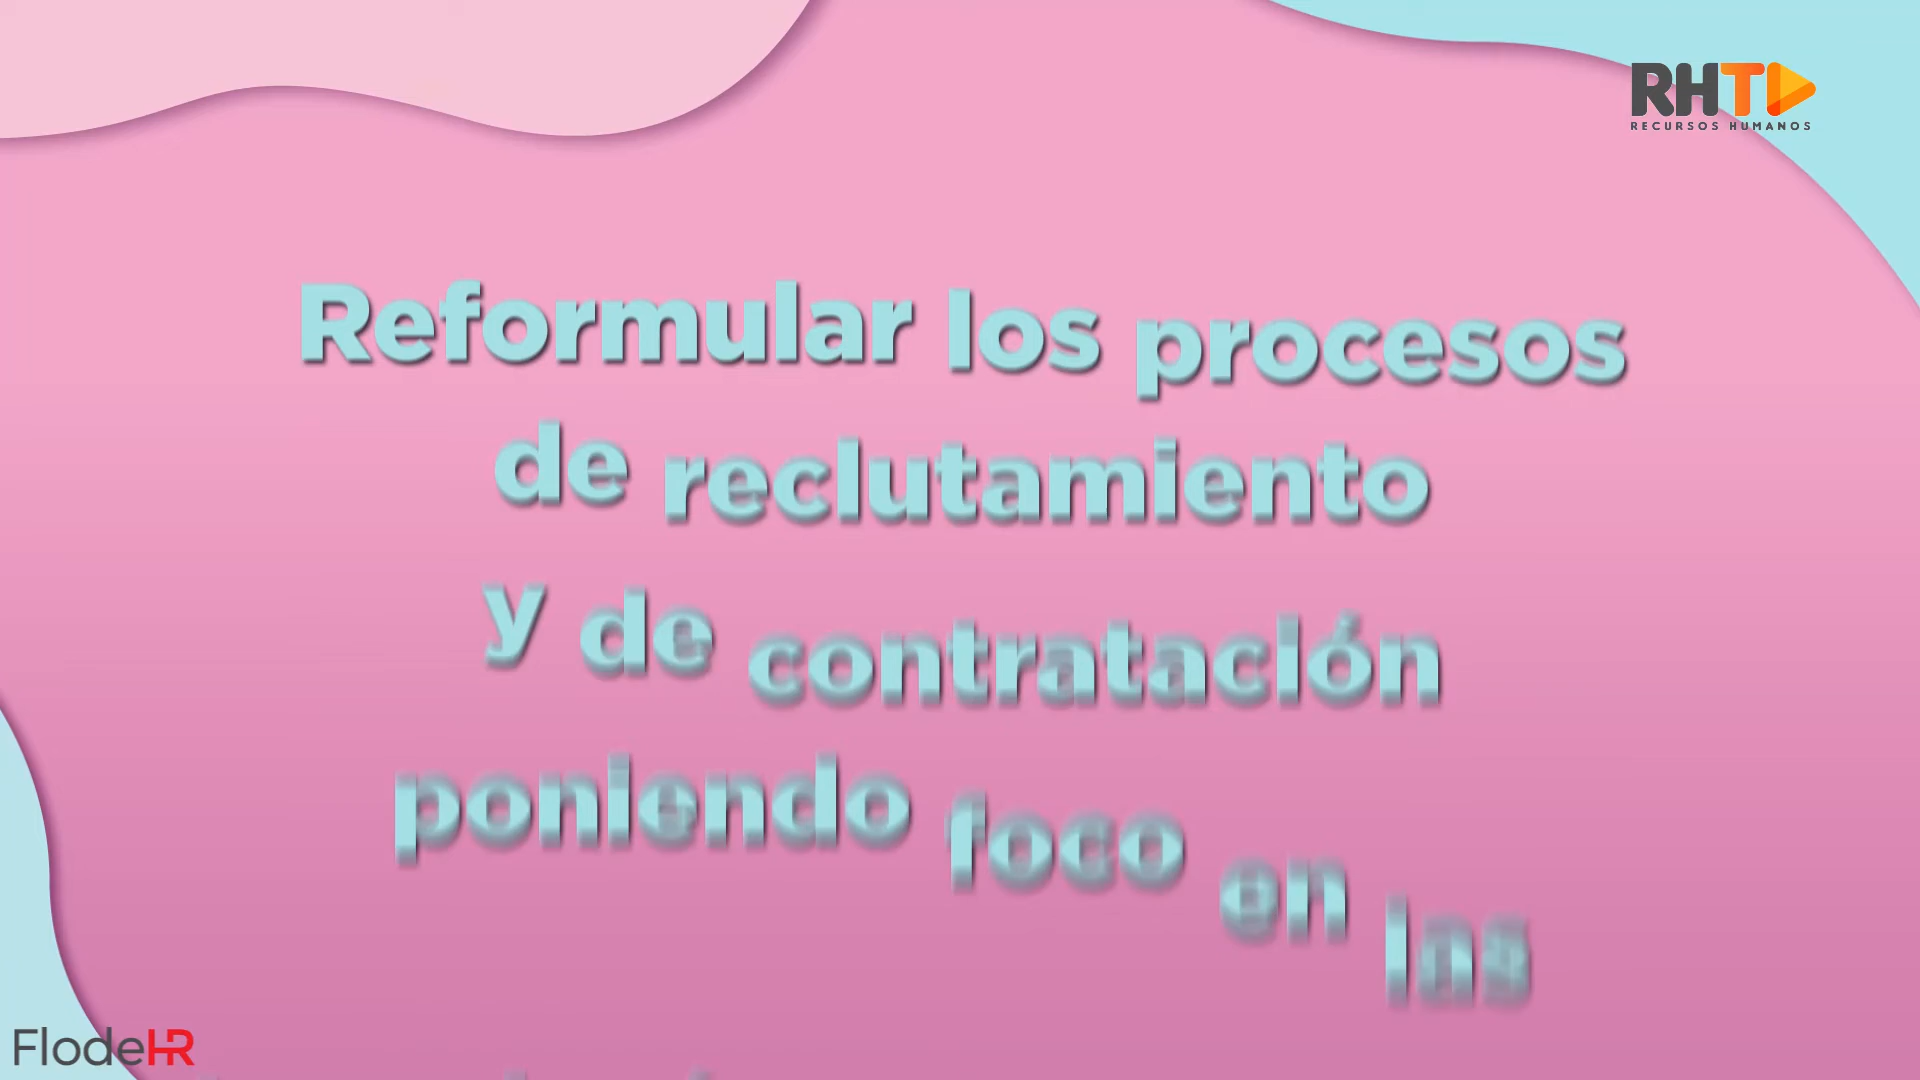 RHT
RECURSOS HUMANOS
Reformular los procesos
de reclutamiento
y de contratación
poniendo foco en las
FlodeHR